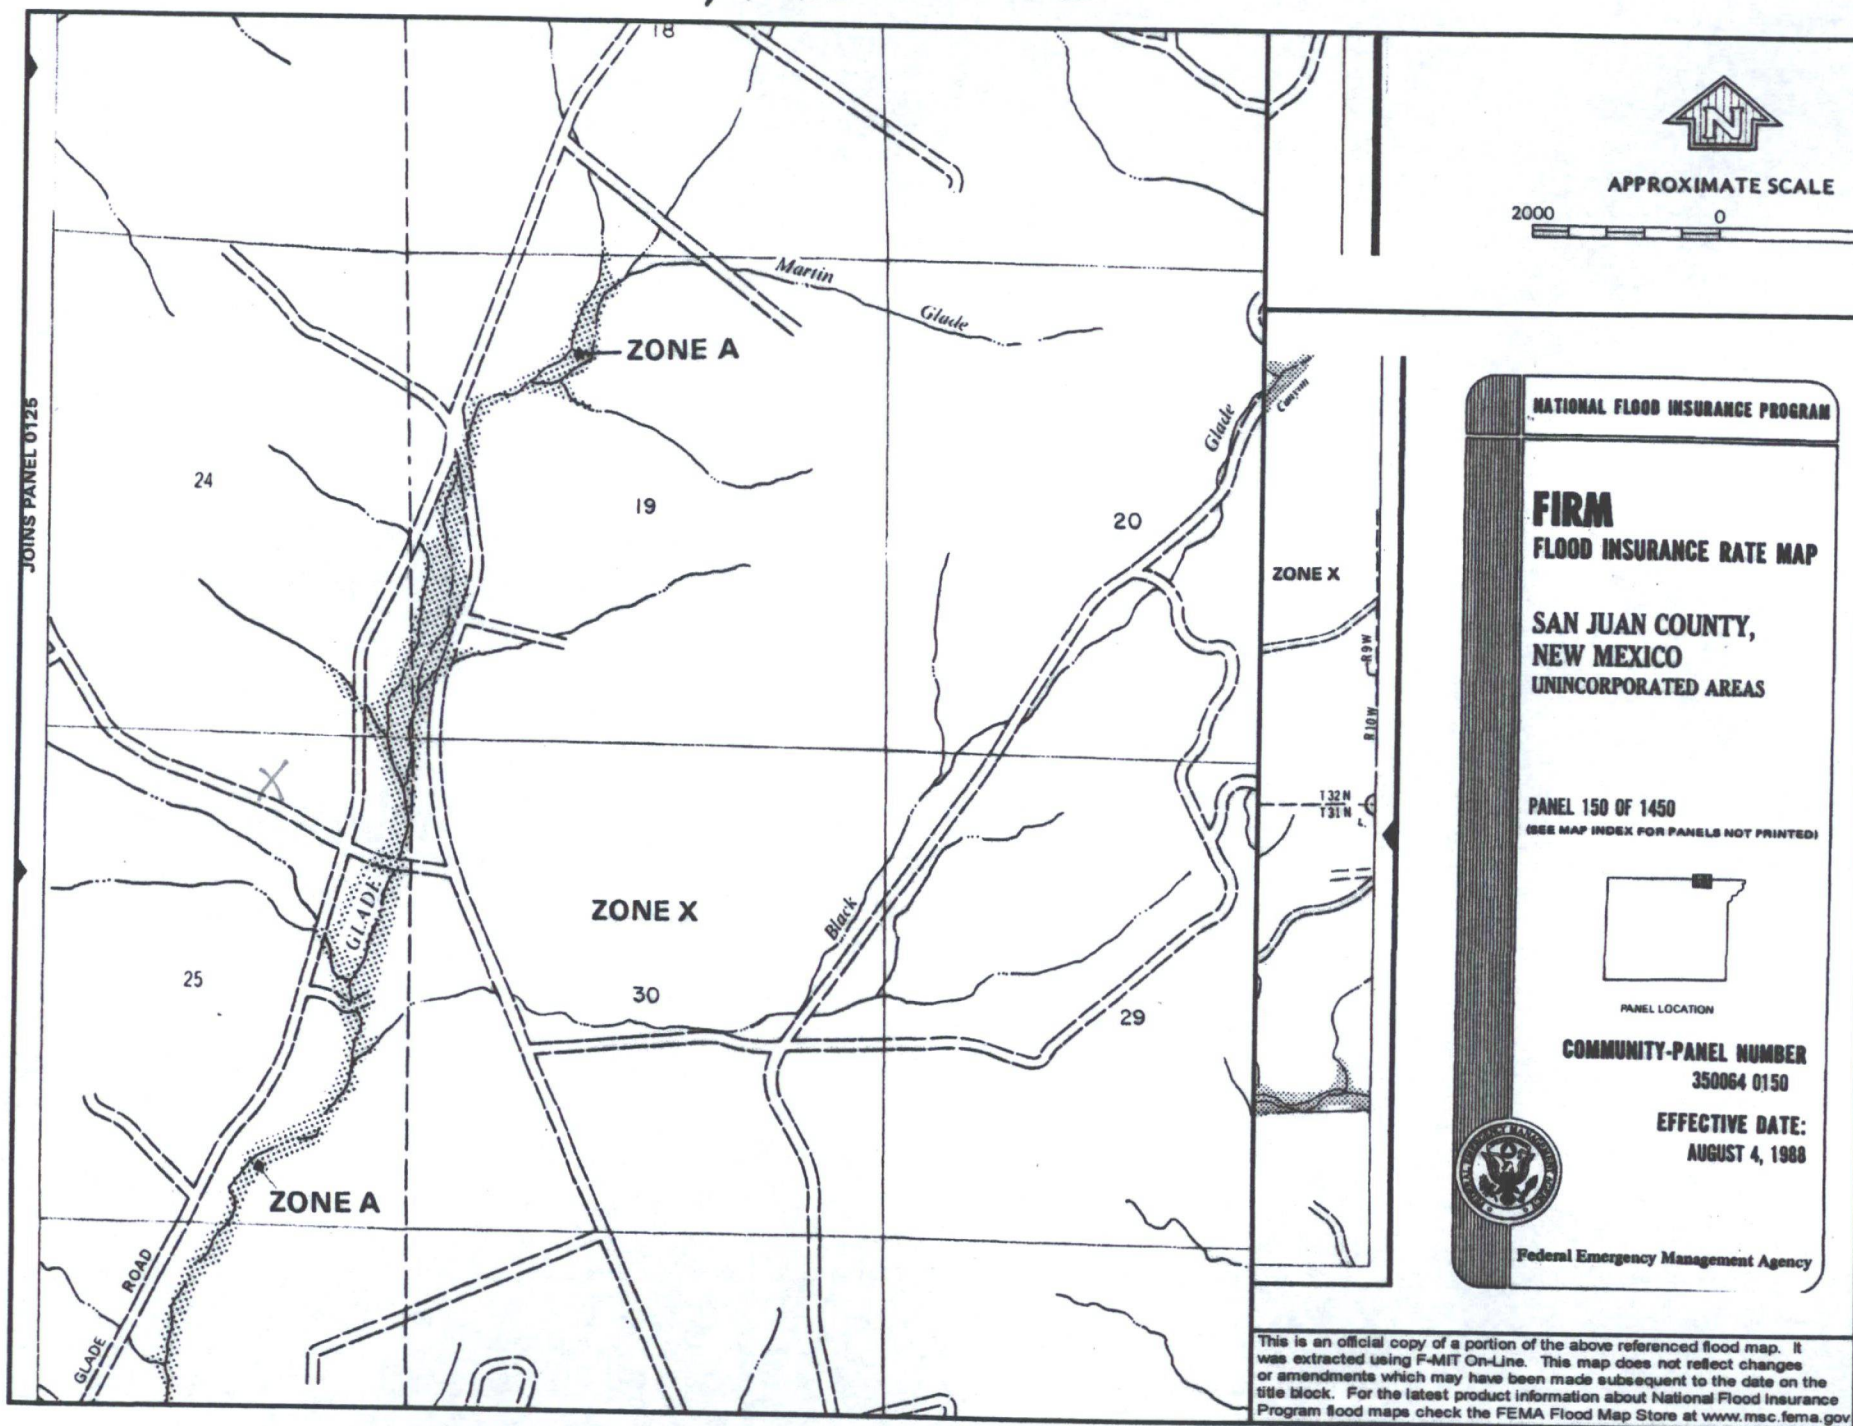 18
JOINS PANEL 0125
Martin
Glade
ZONE A
24
19
20
Glade
Canyon
ZONE X
R9W
R10W
T32N
T31N
GLADE
ZONE X
Black
25
30
29
ZONE A
GLADE ROAD
N
APPROXIMATE SCALE
2000 0
NATIONAL FLOOD INSURANCE PROGRAM
FIRM
FLOOD INSURANCE RATE MAP
SAN JUAN COUNTY,
NEW MEXICO
UNINCORPORATED AREAS
PANEL 150 OF 1450
(SEE MAP INDEX FOR PANELS NOT PRINTED)
PANEL LOCATION
COMMUNITY-PANEL NUMBER
350064 0150
EFFECTIVE DATE:
AUGUST 4, 1988
Federal Emergency Management Agency
This is an official copy of a portion of the above referenced flood map. It
was extracted using F-MIT On-Line. This map does not reflect changes
or amendments which may have been made subsequent to the date on the
title block. For the latest product information about National Flood Insurance
Program flood maps check the FEMA Flood Map Store at www.msc.fema.gov